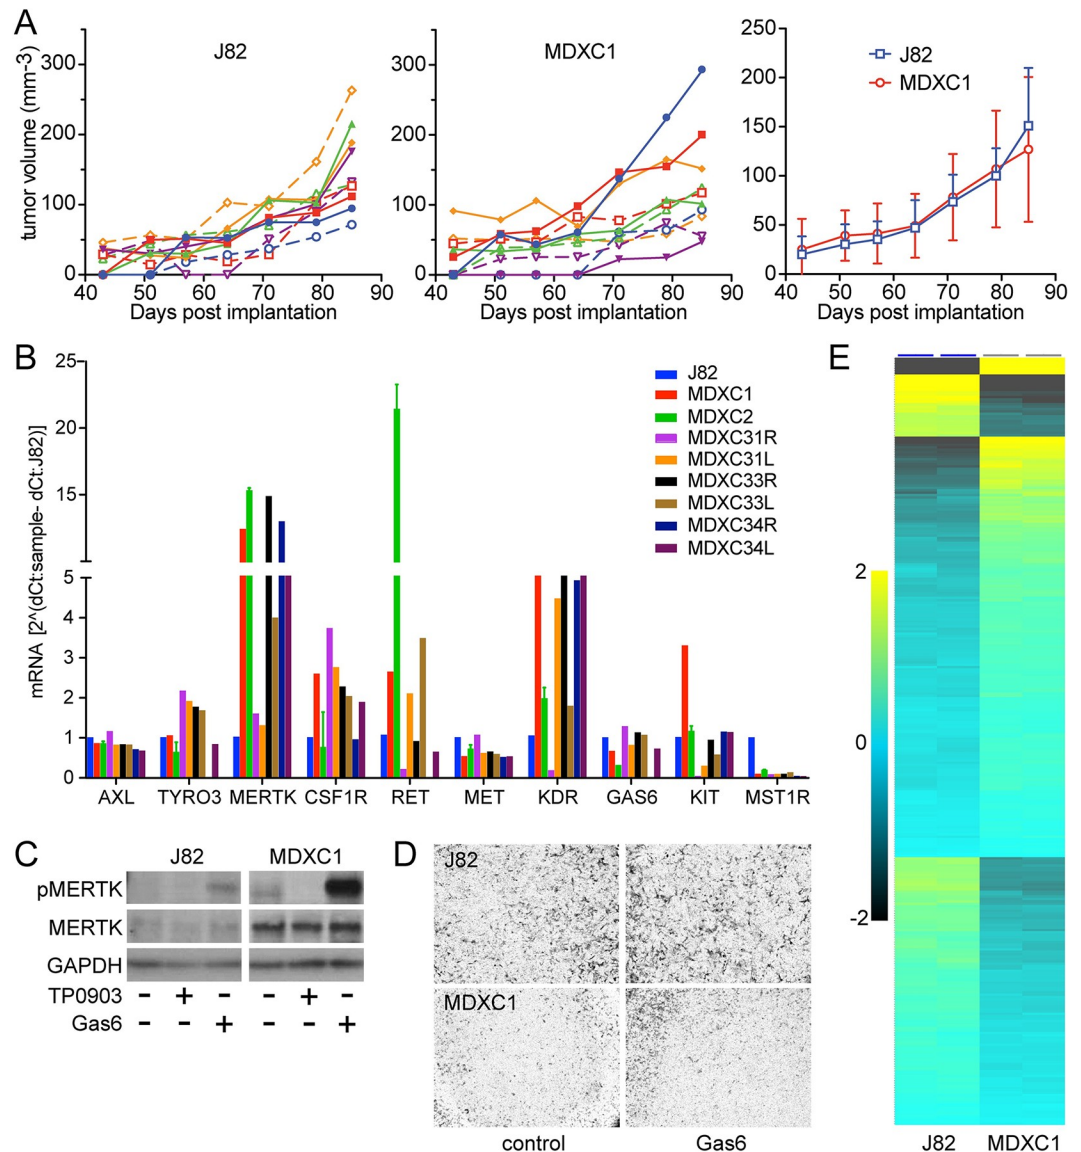 A
J82
MDXC1
tumor volume (mm-3)
300
200
100
0
40 50 60 70 80 90
Days post implantation
300
200
100
0
40 50 60 70 80 90
Days post implantation
250
200
150
100
50
0
40 50 60 70 80 90
Days post implantation
J82
MDXC1
B
mRNA [2^(dCt:sample- dCt:J82)]
25
20
15
5
4
3
2
1
0
J82
MDXC1
MDXC2
MDXC31R
MDXC31L
MDXC33R
MDXC33L
MDXC34R
MDXC34L
AXL TYRO3 MERTK CSF1R RET MET KDR GAS6 KIT MST1R
C
J82 MDXC1
pMERTK
MERTK
GAPDH
TP0903 - + - - + -
Gas6 - - + - - +
D
J82
MDXC1
control Gas6
E
2
0
-2
J82 MDXC1